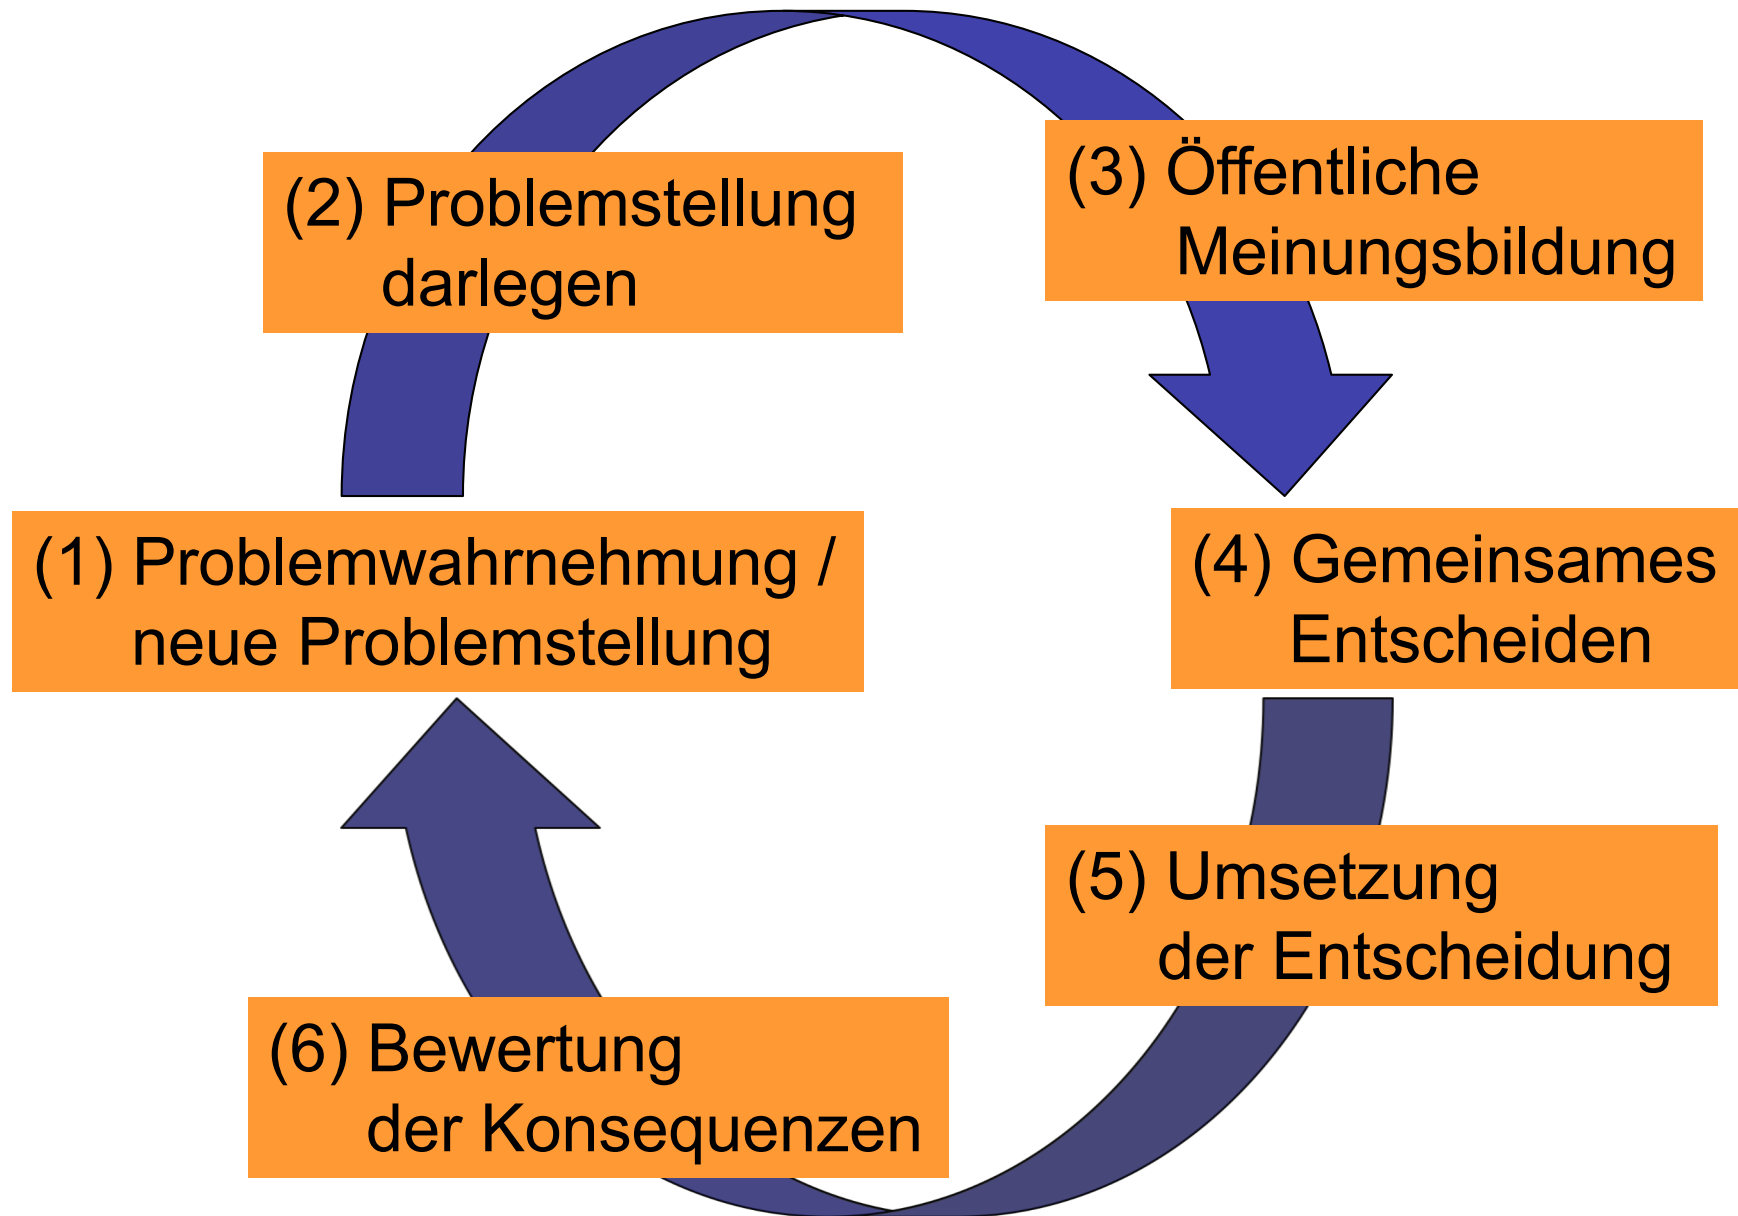 (1) Problemwahrnehmung /
neue Problemstellung
(2) Problemstellung
darlegen
(3) Öffentliche
Meinungsbildung
(4) Gemeinsames
Entscheiden
(5) Umsetzung
der Entscheidung
(6) Bewertung
der Konsequenzen